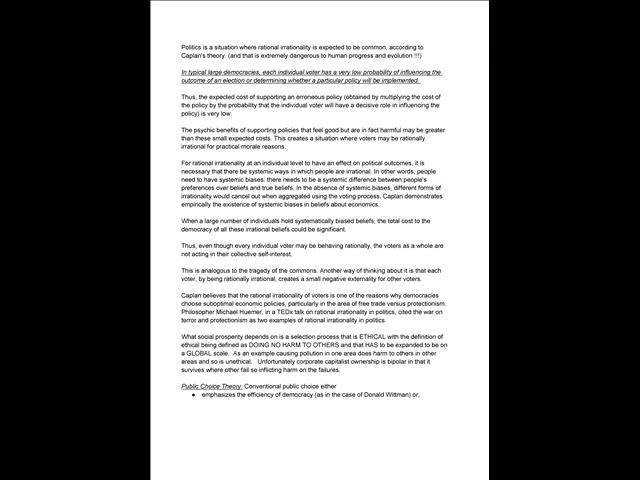 Politics is a situation where rational irrationality is expected to be common, according to
Caplan's theory. (and that is extremely dangerous to human progress and evolution !!!)
In typical large democracies, each individual voter has a very low probability of influencing the
outcome of an election or determining whether a particular policy will be implemented.
Thus, the expected cost of supporting an erroneous policy (obtained by multiplying the cost of
the policy by the probability that the individual voter will have a decisive role in influencing the
policy) is very low.
The psychic benefits of supporting policies that feel good but are in fact harmful may be greater
than these small expected costs. This creates a situation where voters may be rationally
irrational for practical morale reasons.
For rational irrationality at an individual level to have an effect on political outcomes, it is
necessary that there be systemic ways in which people are irrational. In other words, people
need to have systemic biases: there needs to be a systemic difference between people's
preferences over beliefs and true beliefs. In the absence of systemic biases, different forms of
irrationality would cancel out when aggregated using the voting process. Caplan demonstrates
empirically the existence of systemic biases in beliefs about economics.
When a large number of individuals hold systematically biased beliefs, the total cost to the
democracy of all these irrational beliefs could be significant.
Thus, even though every individual voter may be behaving rationally, the voters as a whole are
not acting in their collective self-interest.
This is analogous to the tragedy of the commons. Another way of thinking about it is that each
voter, by being rationally irrational, creates a small negative externality for other voters.
Caplan believes that the rational irrationality of voters is one of the reasons why democracies
choose suboptimal economic policies, particularly in the area of free trade versus protectionism.
Philosopher Michael Huemer, in a TEDx talk on rational irrationality in politics, cited the war on
terror and protectionism as two examples of rational irrationality in politics.
What social prosperity depends on is a selection process that is ETHICAL with the definition of
ethical being defined as DOING NO HARM TO OTHERS and that HAS to be expanded to be on
a GLOBAL scale. As an example causing pollution in one area does harm to others in other
areas and so is unethical. Unfortunately corporate capitalist ownership is bipolar in that it
survives where other fail so inflicting harm on the failures.
Public Choice Theory: Conventional public choice either
● emphasizes the efficiency of democracy (as in the case of Donald Wittman) or,